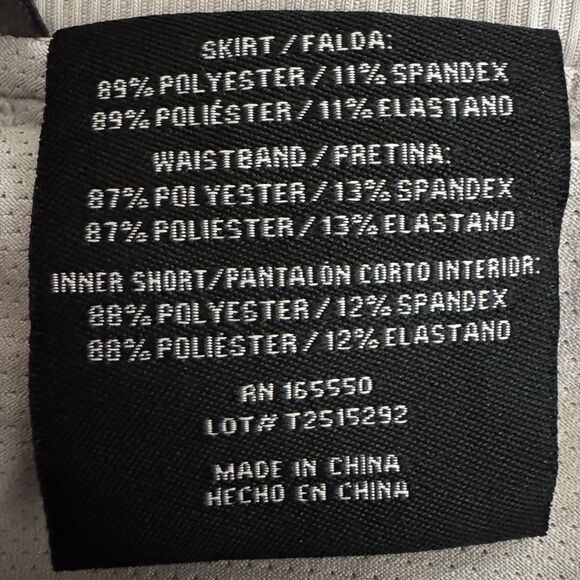 SKIRT/FALDA:
89% POLYESTER/11% SPANDEX
89% POLIÉSTER/11% ELASTANO
WAISTBAND/PRETINA:
87% POLYESTER/13% SPANDEX
87% POLIÉSTER/13% ELASTANO
INNER SHORT/PANTALÓN CORTO INTERIOR:
88% POLYESTER/12% SPANDEX
88% POLIÉSTER/12% ELASTANO
RN 165550
LOT# T2515292
MADE IN CHINA
HECHO EN CHINA